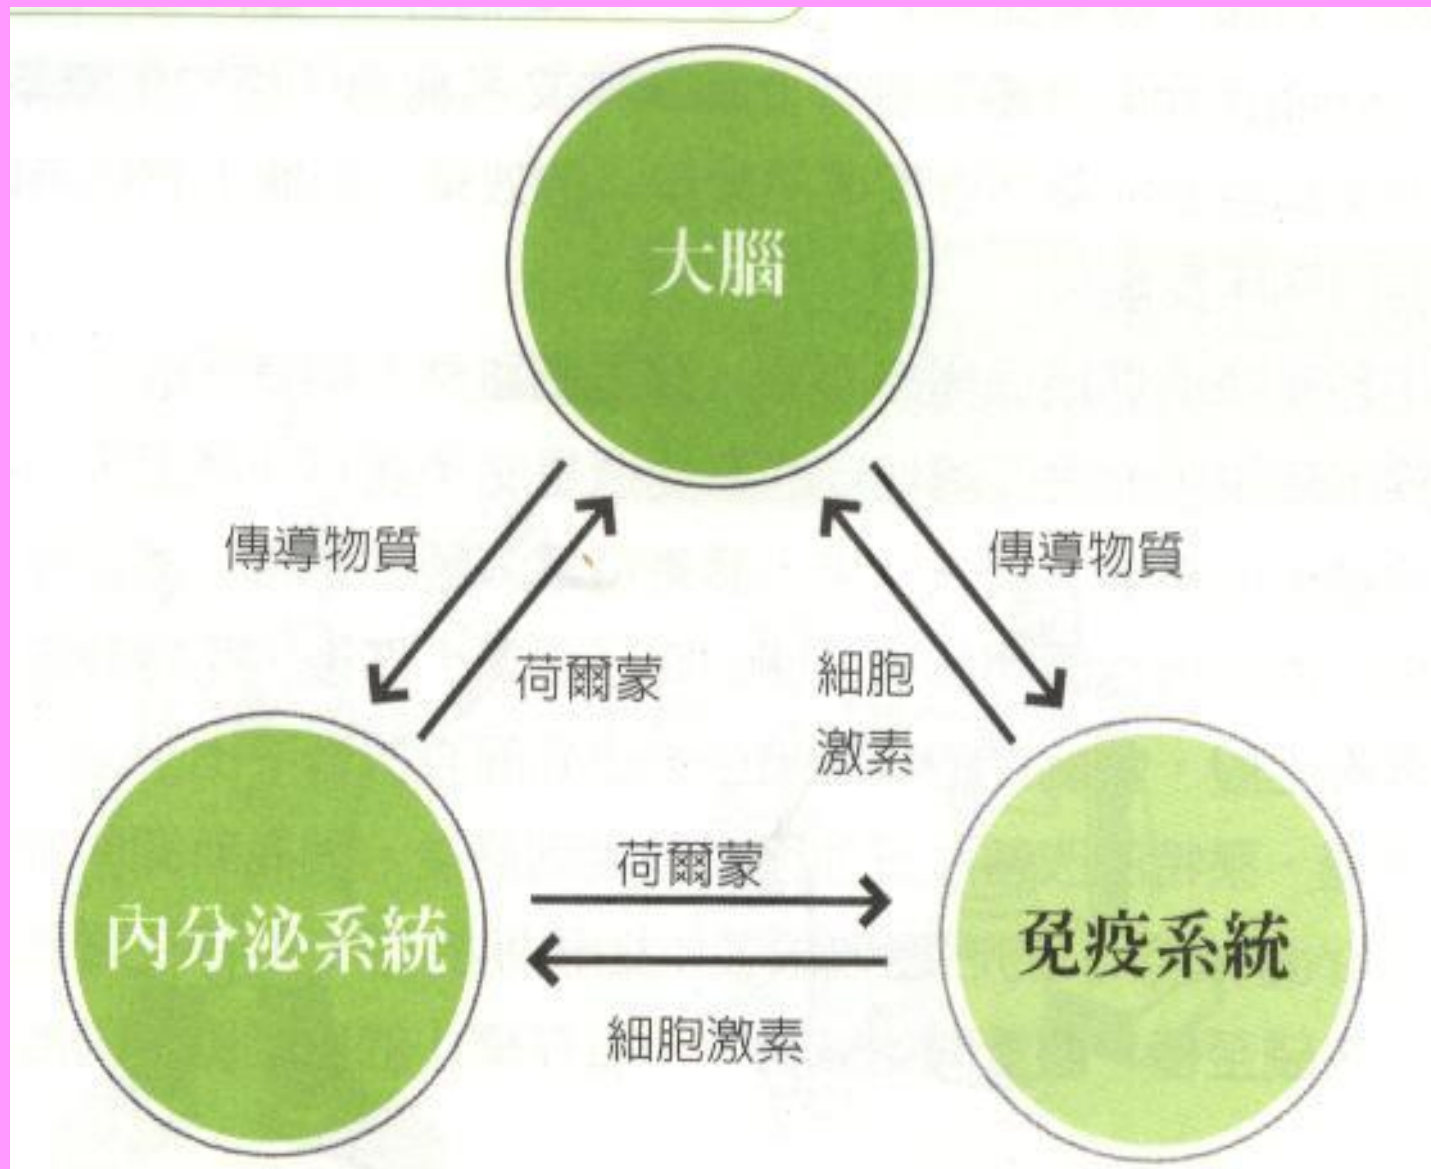 大腦
傳導物質
傳導物質
荷爾蒙
細胞
激素
荷爾蒙
內分泌系統
免疫系統
細胞激素